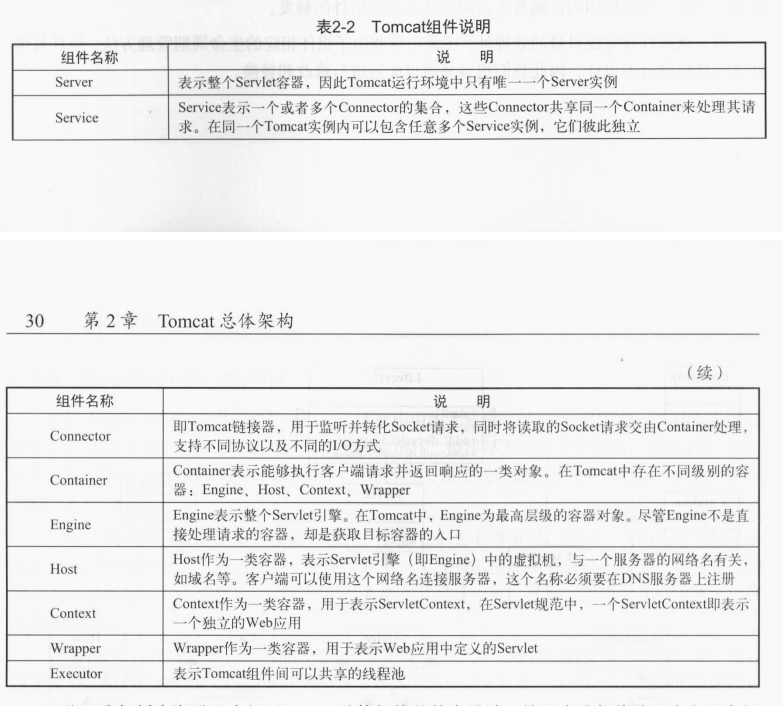 的触发。
表2-2 Tomcat组件说明
组件名称 说 明
Server 表示整个Servlet容器，因此Tomcat运行环境中只有唯一一个Server实例
Service Service表示一个或者多个Connector的集合，这些Connector共享同一个Container来处理其请
求。在同一个Tomcat实例内可以包含任意多个Service实例，它们彼此独立
30 第2章 Tomcat 总体架构
（续）
组件名称 说 明
Connector 即Tomcat链接器，用于监听并转化Socket请求，同时将读取的Socket请求交由Container处理，
支持不同协议以及不同的I/O方式
Container Container表示能够执行客户端请求并返回响应的一类对象。在Tomcat中存在不同级别的容
器：Engine、Host、Context、Wrapper
Engine Engine表示整个Servlet引擎。在Tomcat中，Engine为最高层级的容器对象。尽管Engine不是直
接处理请求的容器，却是获取目标容器的入口
Host Host作为一类容器，表示Servlet引擎（即Engine）中的虚拟机，与一个服务器的网络名有关，
如域名等。客户端可以使用这个网络名连接服务器，这个名称必须要在DNS服务器上注册
Context Context作为一类容器，用于表示ServletContext，在Servlet规范中，一个ServletContext即表示
一个独立的Web应用
Wrapper Wrapper作为一类容器，用于表示Web应用中定义的Servlet
Executor 表示Tomcat组件间可以共享的线程池